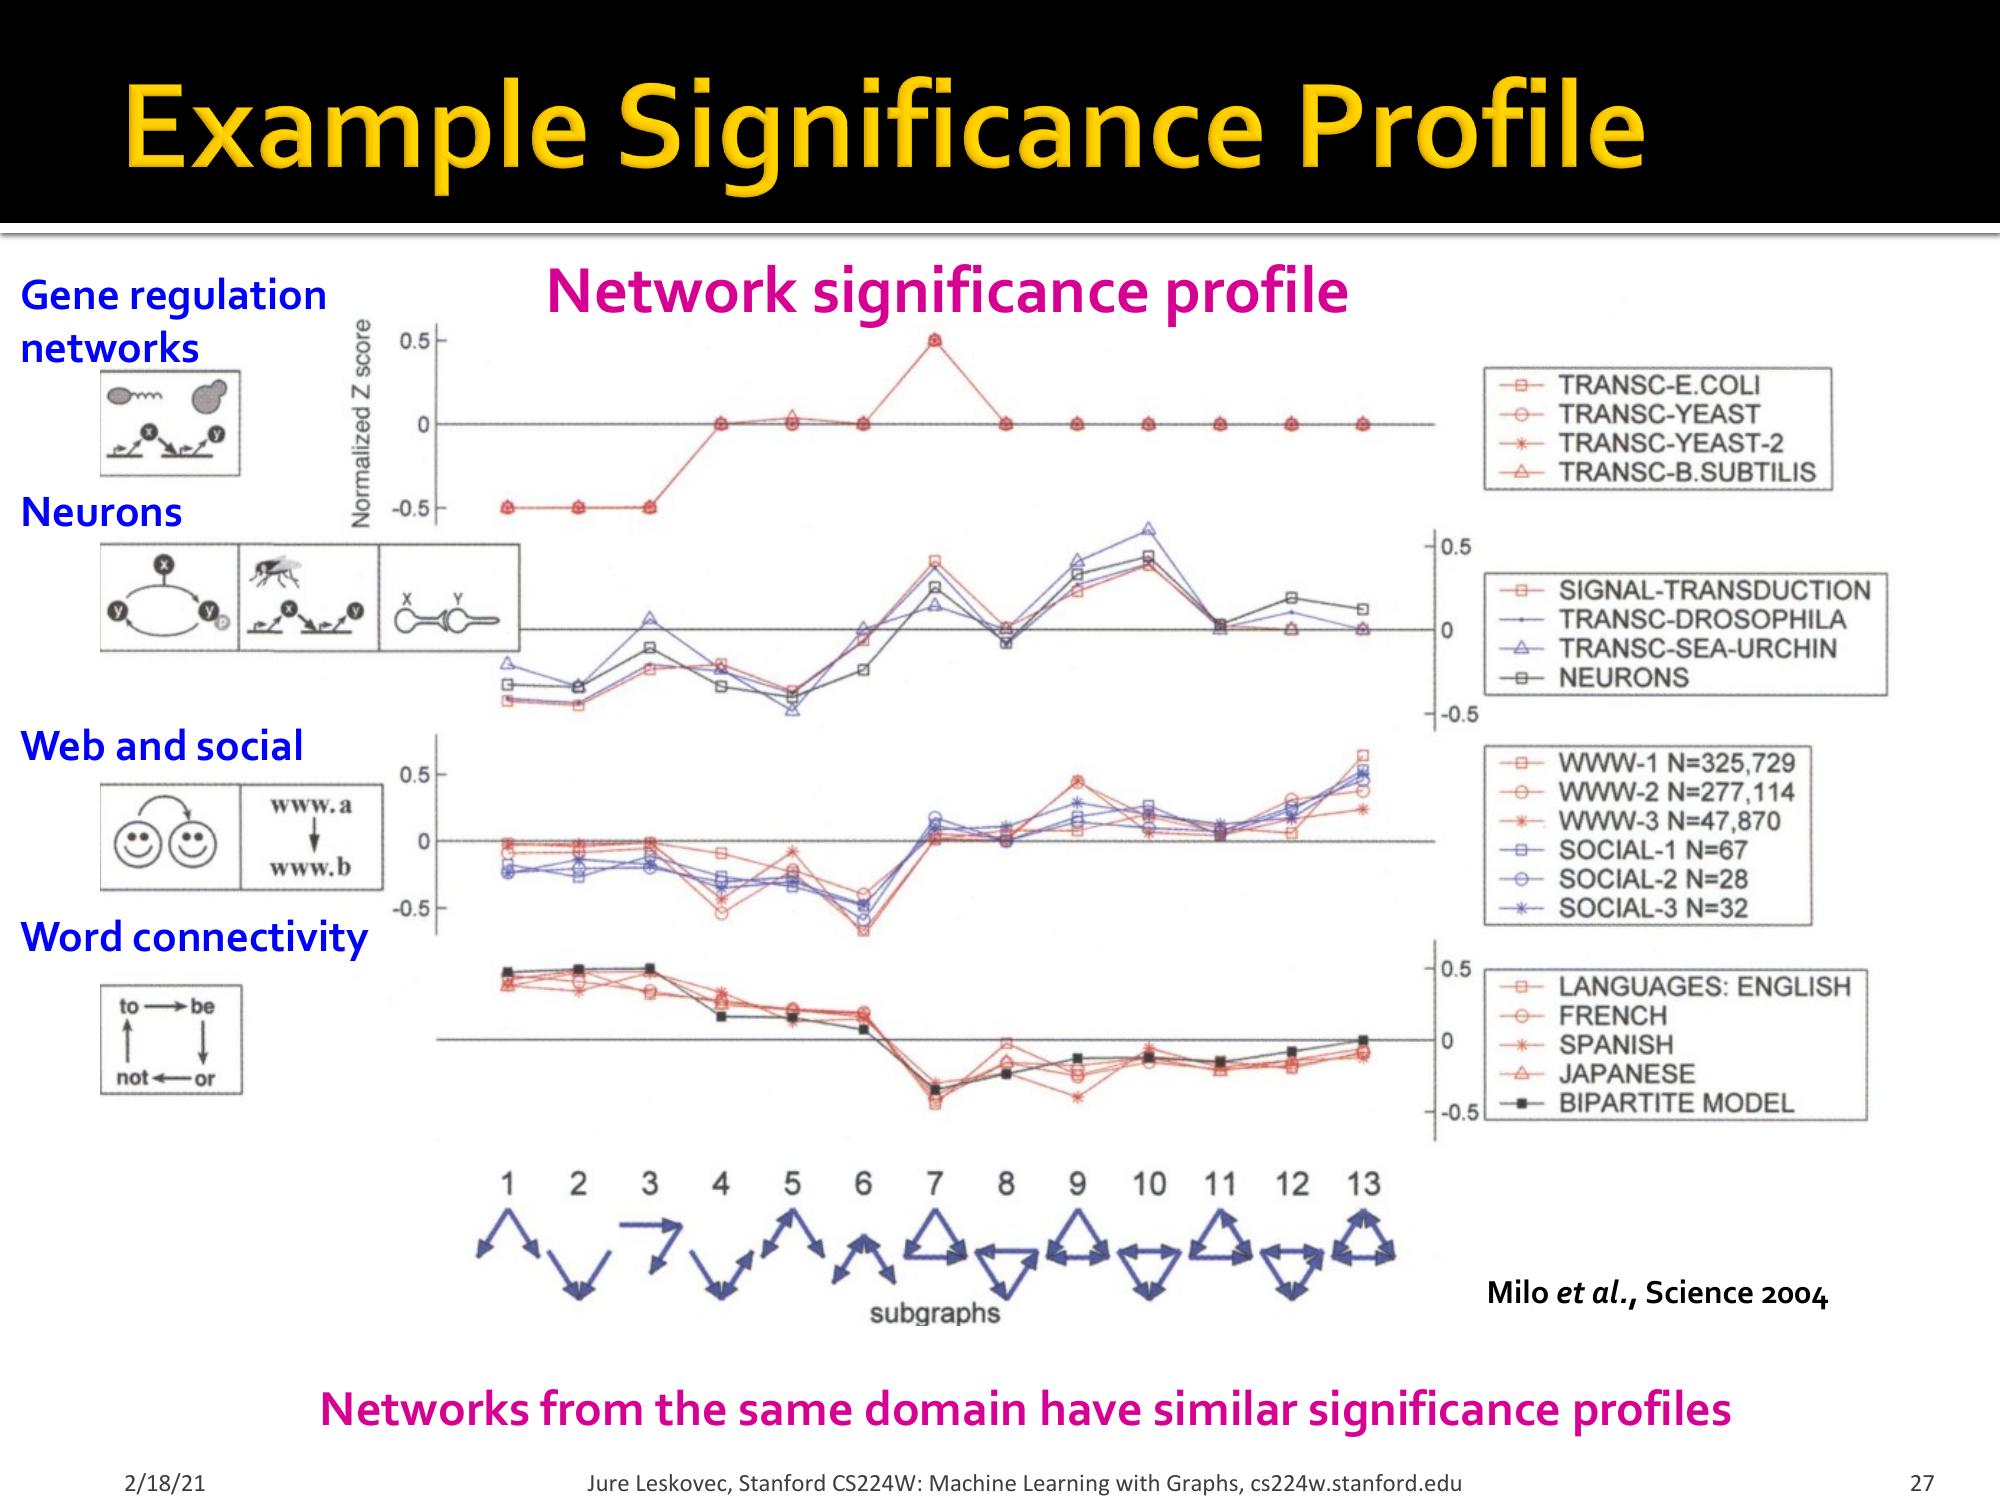 Example Significance Profile
Network significance profile
Gene regulation
networks
Normalized Z score
0.5
0
-0.5
x
y
TRANSC-E.COLI
TRANSC-YEAST
TRANSC-YEAST-2
TRANSC-B.SUBTILIS
Neurons
x
y
y
p
x
y
X
Y
0.5
0
-0.5
SIGNAL-TRANSDUCTION
TRANSC-DROSOPHILA
TRANSC-SEA-URCHIN
NEURONS
Web and social
www.a
www.b
0.5
0
-0.5
WWW-1 N=325,729
WWW-2 N=277,114
WWW-3 N=47,870
SOCIAL-1 N=67
SOCIAL-2 N=28
SOCIAL-3 N=32
Word connectivity
to be
not or
0.5
0
-0.5
LANGUAGES: ENGLISH
FRENCH
SPANISH
JAPANESE
BIPARTITE MODEL
1 2 3 4 5 6 7 8 9 10 11 12 13
subgraphs
Milo et al., Science 2004
Networks from the same domain have similar significance profiles
2/18/21
Jure Leskovec, Stanford CS224W: Machine Learning with Graphs, cs224w.stanford.edu
27